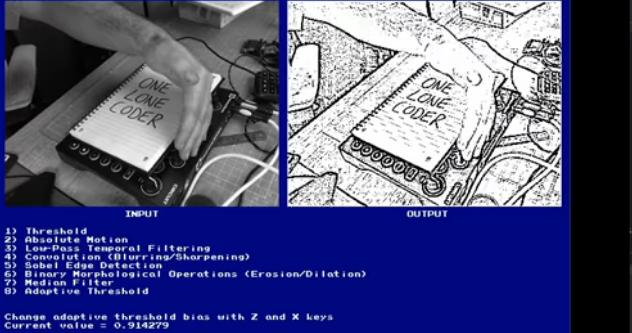 ONE
LONE
CODER
ONE
LONE
CODER
INPUT
OUTPUT
1) Threshold
2) Absolute Motion
3) Low-Pass Temporal Filtering
4) Convolution (Blurring/Sharpening)
5) Sobel Edge Detection
6) Binary Morphological Operations (Erosion/Dilation)
7) Median Filter
8) Adaptive Threshold
Change adaptive threshold bias with Z and X keys
Current value = 0.914279